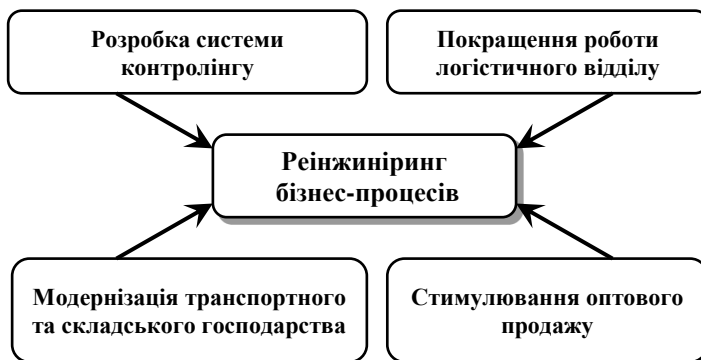 Розробка системи
контролінгу
Покращення роботи
логістичного відділу
Реінжиніринг
бізнес-процесів
Модернізація транспортного
та складського господарства
Стимулювання оптового
продажу